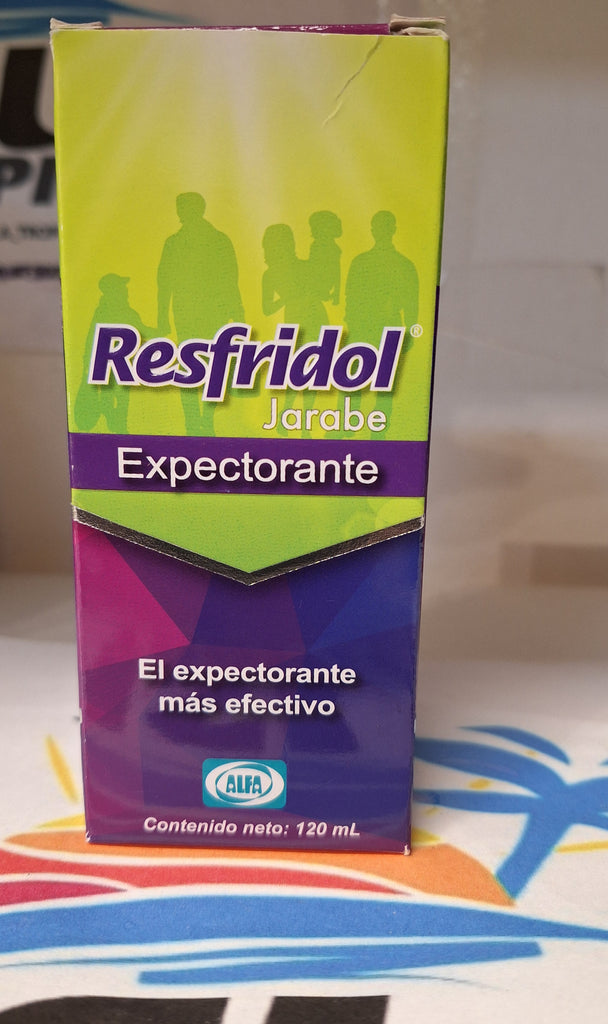 Resfridol®
Jarabe
Expectorante
El expectorante
más efectivo
ALFA
Contenido neto: 120 mL